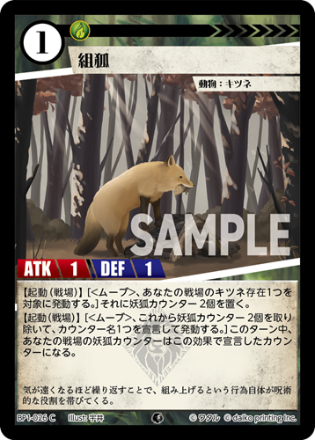 1
組狐
動物：キツネ
SAMPLE
ATK 1 DEF 1
【起動（戦場）】［＜ムーブ＞、あなたの戦場のキツネ存在1つを
対象に発動する。］それに妖狐カウンター 2個を置く。
【起動（戦場）】［＜ムーブ＞、これから妖狐カウンター 2個を取
り除いて、カウンター名1つを宣言して発動する。］このターン中、
あなたの戦場の妖狐カウンターはこの効果で宣言したカウンター
になる。
気が遠くなるほど繰り返すことで、組み上げるという行為自体が呪術
的な役割を帯びてくる。
BP1-026 C Illust: 平井 © ワタル © daiko printing Inc.